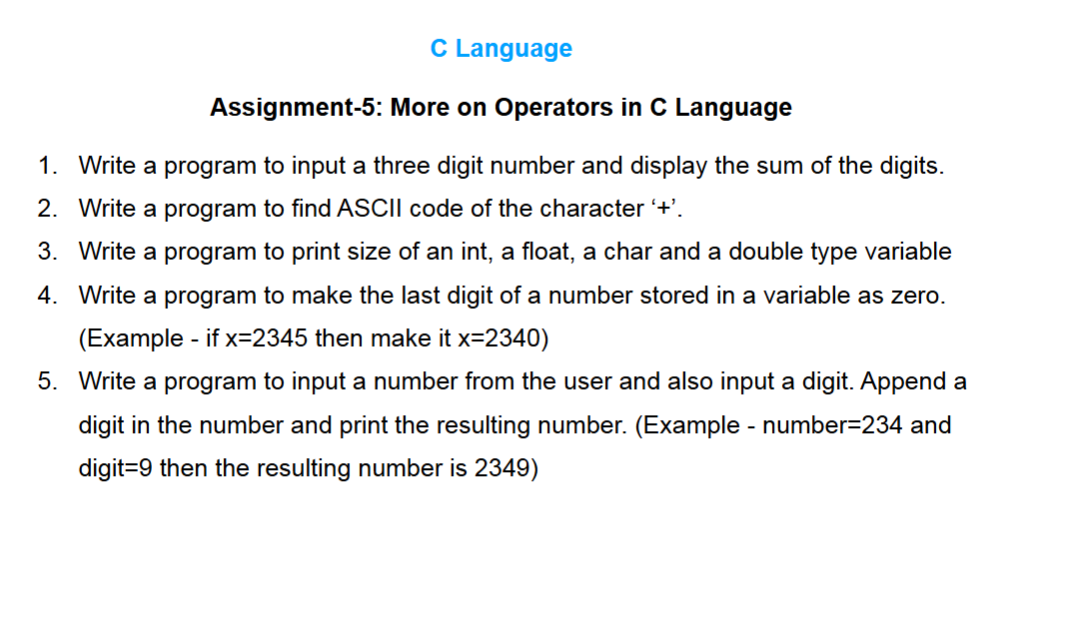 C Language
Assignment-5: More on Operators in C Language
1. Write a program to input a three digit number and display the sum of the digits.
2. Write a program to find ASCII code of the character ‘+’.
3. Write a program to print size of an int, a float, a char and a double type variable
4. Write a program to make the last digit of a number stored in a variable as zero.
(Example - if x=2345 then make it x=2340)
5. Write a program to input a number from the user and also input a digit. Append a
digit in the number and print the resulting number. (Example - number=234 and
digit=9 then the resulting number is 2349)